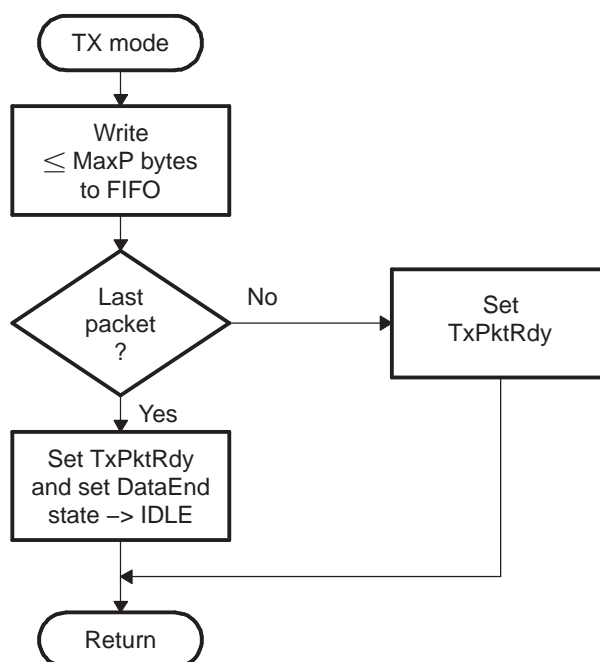 TX mode
Write
≤ MaxP bytes
to FIFO
Last
packet
?
No
Set
TxPktRdy
Yes
Set TxPktRdy
and set DataEnd
state −> IDLE
Return